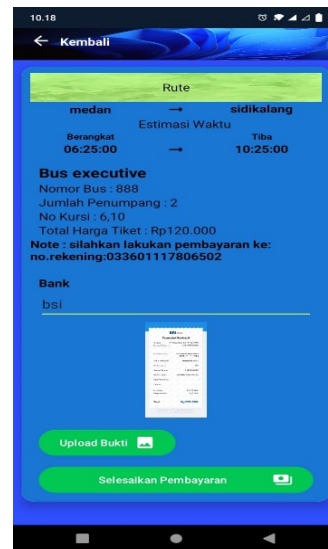 10.18
Kembali
Rute
medan → sidikalang
Estimasi Waktu
Berangkat Tiba
06:25:00 → 10:25:00
Bus executive
Nomor Bus : 888
Jumlah Penumpang : 2
No Kursi : 6,10
Total Harga Tiket : Rp120.000
Note : silahkan lakukan pembayaran ke:
no.rekening:033601117806502
Bank
bsi
Upload Bukti
Selesaikan Pembayaran